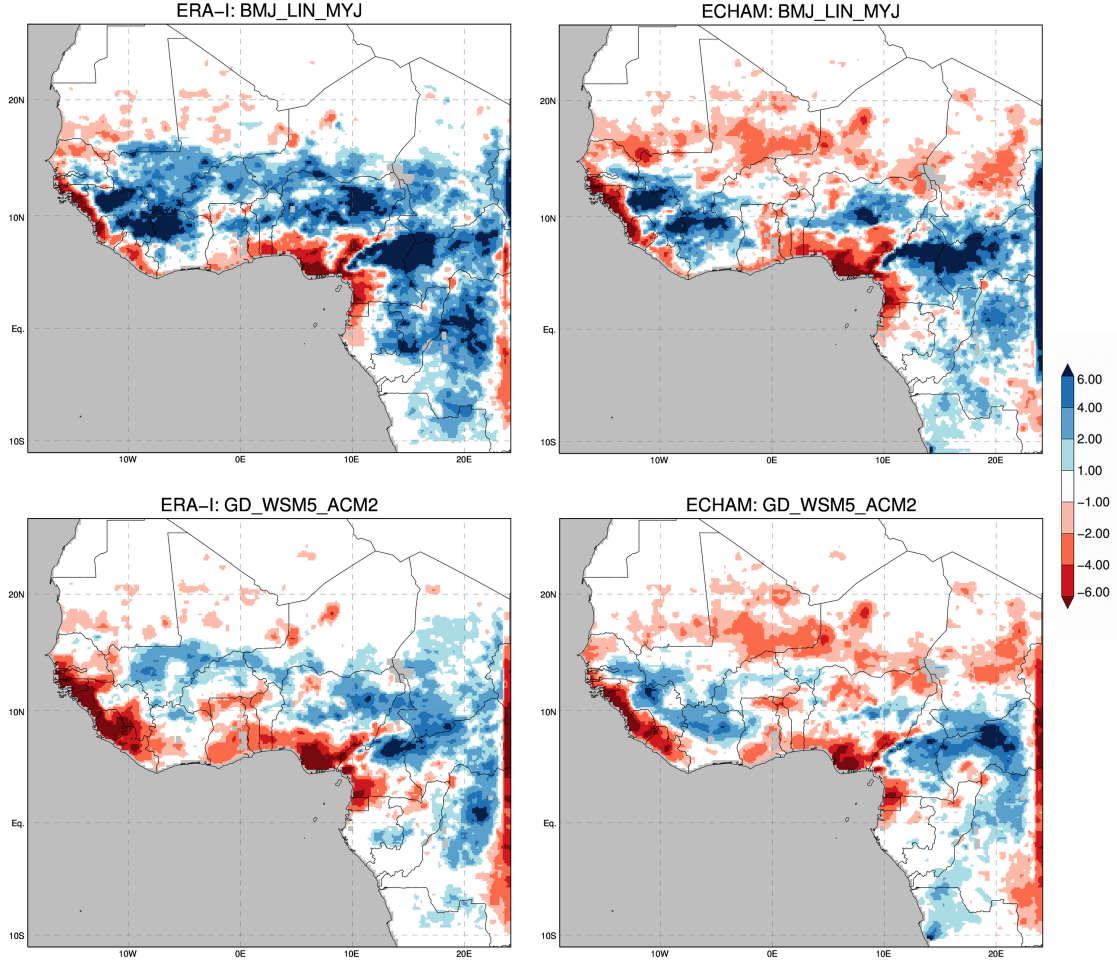 ERA−I: BMJ_LIN_MYJ
20N
10N
Eq.
10S
10W
0E
10E
20E
ECHAM: BMJ_LIN_MYJ
20N
10N
Eq.
10S
10W
0E
10E
20E
6.00
4.00
2.00
1.00
−1.00
−2.00
−4.00
−6.00
ERA−I: GD_WSM5_ACM2
20N
10N
Eq.
10S
10W
0E
10E
20E
ECHAM: GD_WSM5_ACM2
20N
10N
Eq.
10S
10W
0E
10E
20E